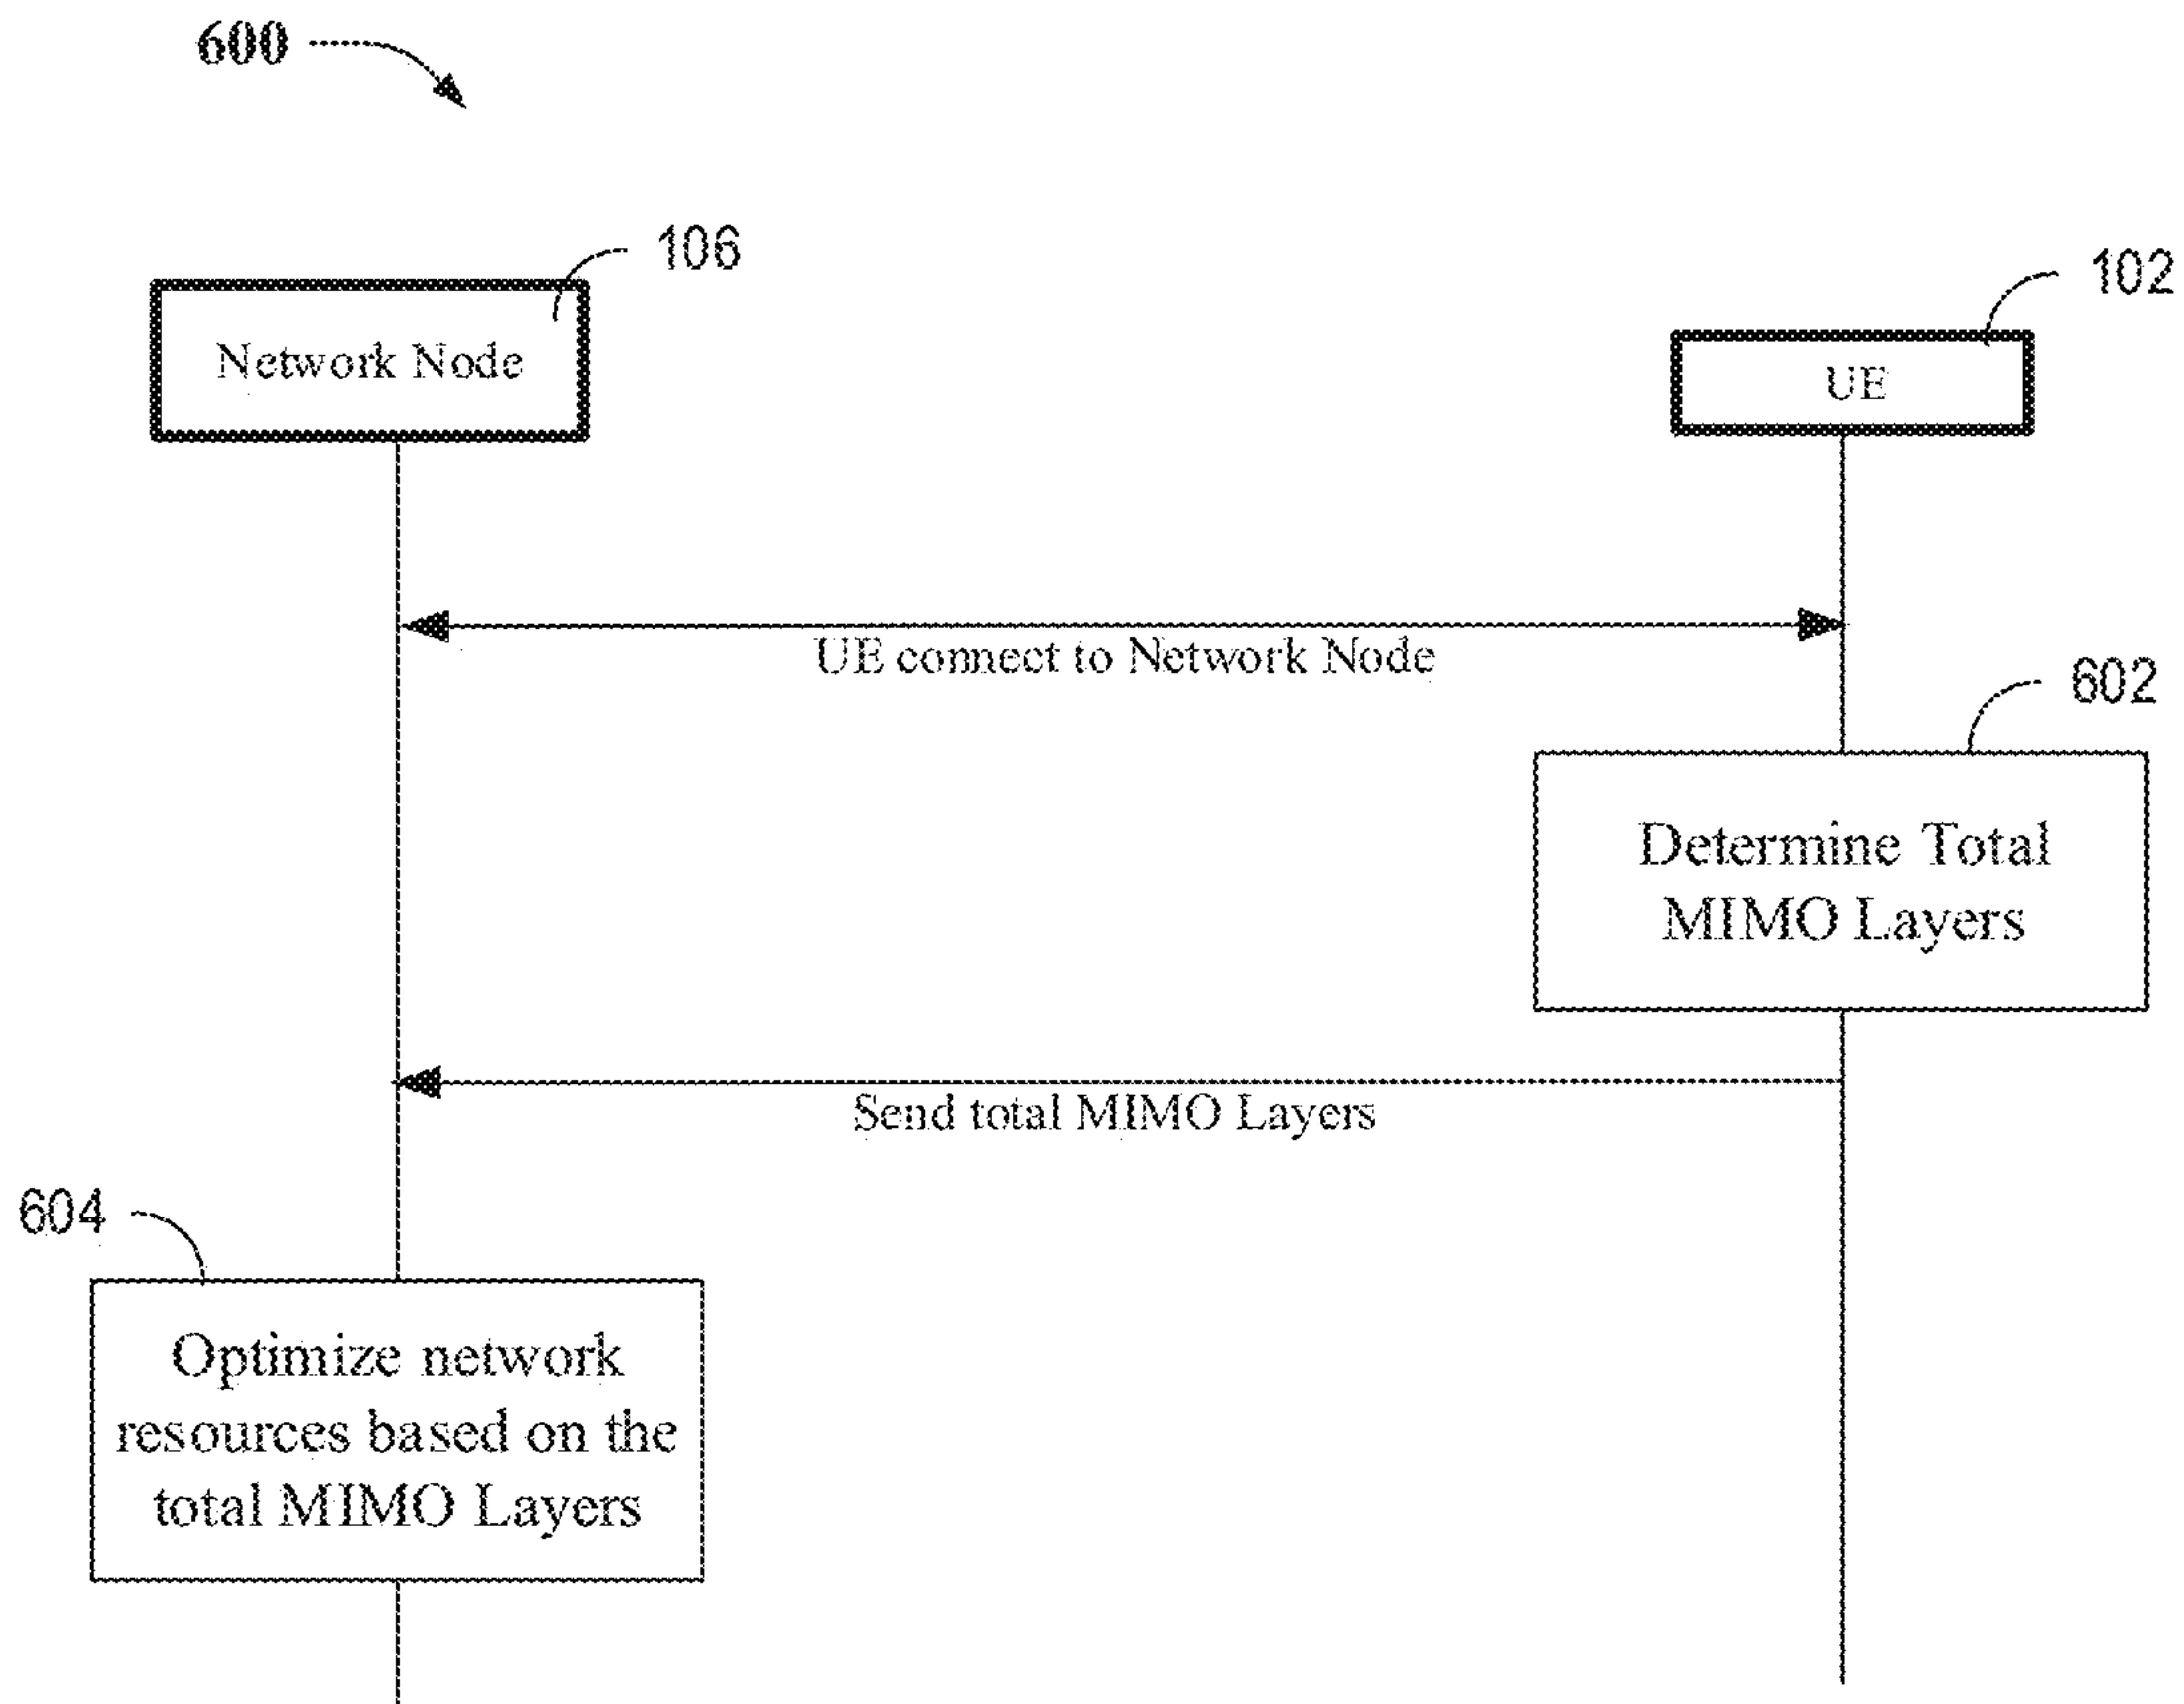 600
106
Network Node
102
UE
UE connect to Network Node
602
Determine Total
MIMO Layers
Send total MIMO Layers
604
Optimize network
resources based on the
total MIMO Layers